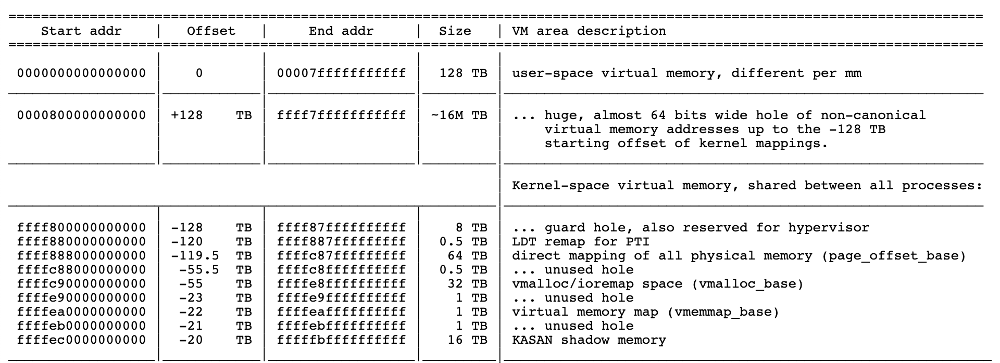 ========================================================================================================================
Start addr | Offset | End addr | Size | VM area description
========================================================================================================================
0000000000000000 | 0 | 00007fffffffffff | 128 TB | user-space virtual memory, different per mm
0000800000000000 | +128 TB | ffff7fffffffffff | ~16M TB | ... huge, almost 64 bits wide hole of non-canonical
virtual memory addresses up to the -128 TB
starting offset of kernel mappings.
Kernel-space virtual memory, shared between all processes:
ffff800000000000 | -128 TB | ffff87ffffffffff | 8 TB | ... guard hole, also reserved for hypervisor
ffff880000000000 | -120 TB | ffff887fffffffff | 0.5 TB | LDT remap for PTI
ffff888000000000 | -119.5 TB | ffffc87fffffffff | 64 TB | direct mapping of all physical memory (page_offset_base)
ffffc88000000000 | -55.5 TB | ffffc8ffffffffff | 0.5 TB | ... unused hole
ffffc90000000000 | -55 TB | ffffe8ffffffffff | 32 TB | vmalloc/ioremap space (vmalloc_base)
ffffe90000000000 | -23 TB | ffffe9ffffffffff | 1 TB | ... unused hole
ffffea0000000000 | -22 TB | ffffeaffffffffff | 1 TB | virtual memory map (vmemmap_base)
ffffeb0000000000 | -21 TB | ffffebffffffffff | 1 TB | ... unused hole
ffffec0000000000 | -20 TB | fffffbffffffffff | 16 TB | KASAN shadow memory